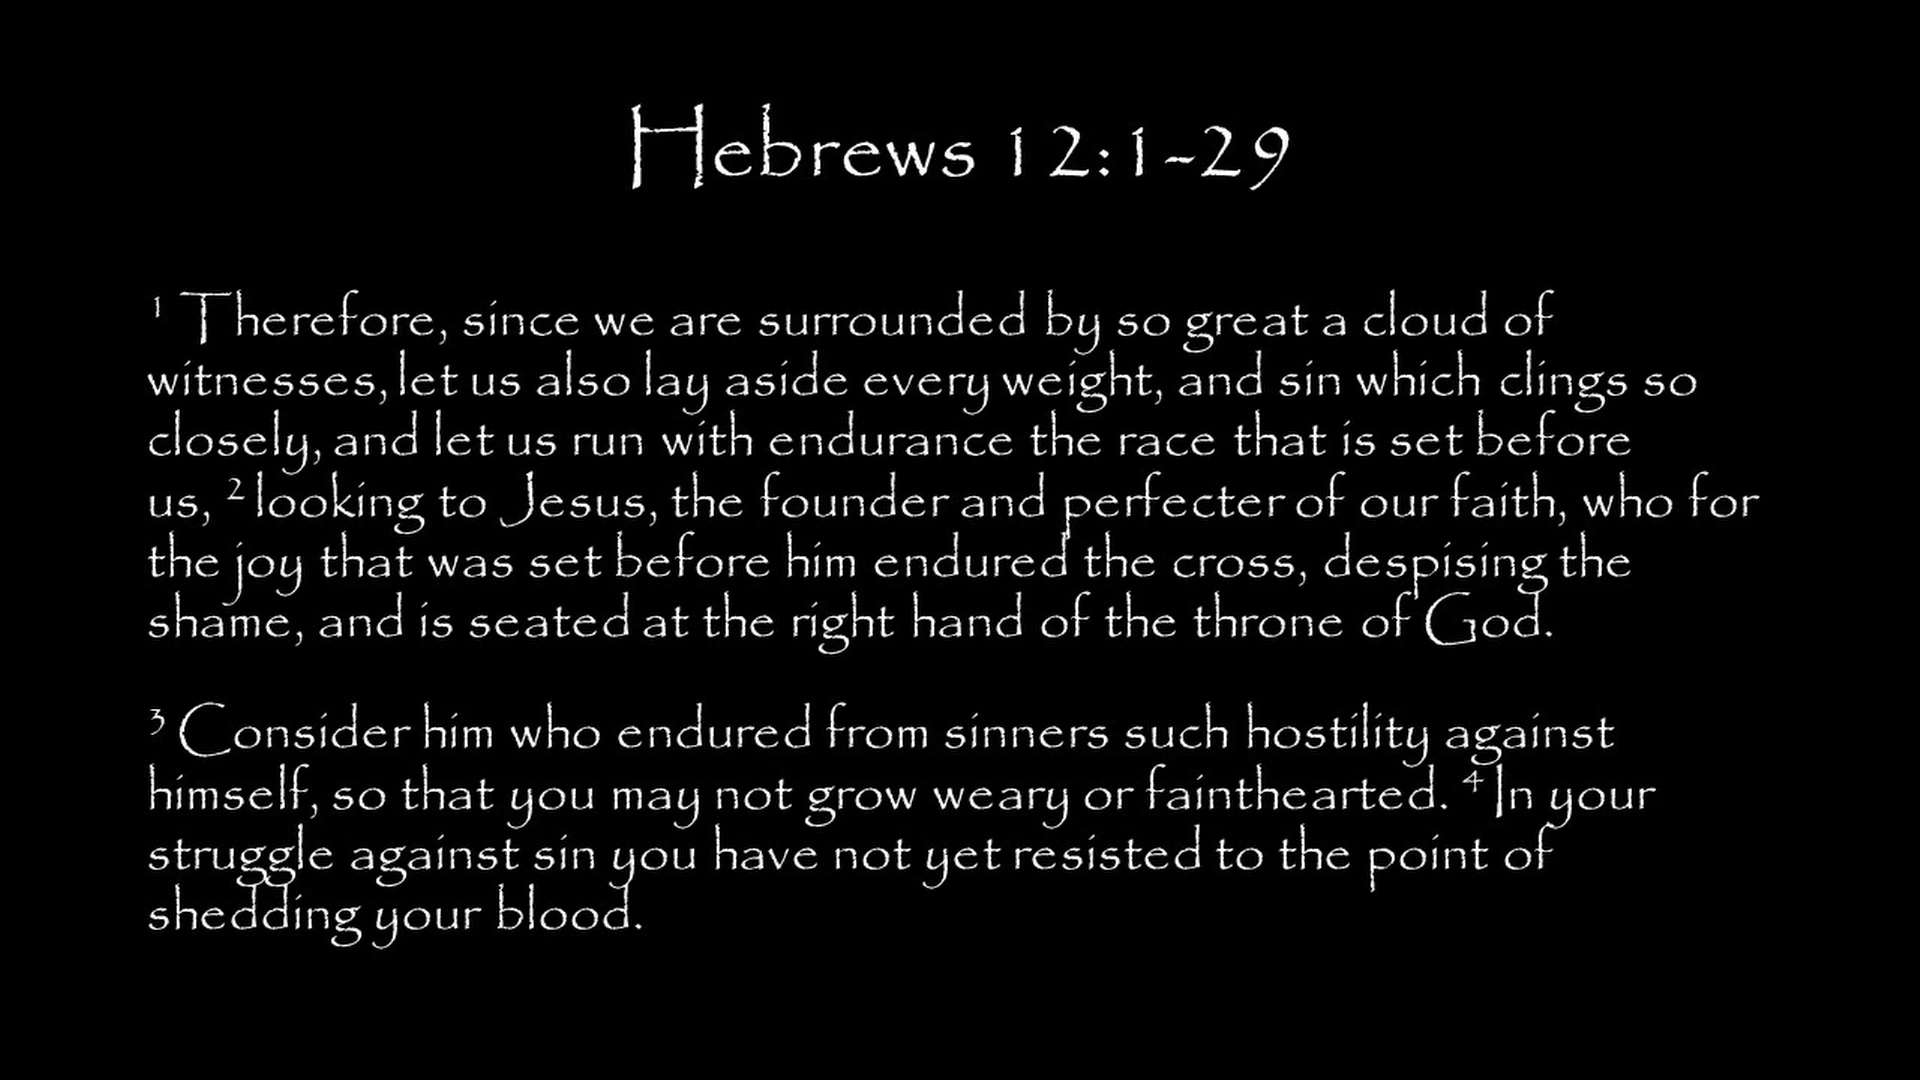 Hebrews 12:1-29
1 Therefore, since we are surrounded by so great a cloud of
witnesses, let us also lay aside every weight, and sin which clings so
closely, and let us run with endurance the race that is set before
us, 2 looking to Jesus, the founder and perfecter of our faith, who for
the joy that was set before him endured the cross, despising the
shame, and is seated at the right hand of the throne of God.
3 Consider him who endured from sinners such hostility against
himself, so that you may not grow weary or fainthearted. 4 In your
struggle against sin you have not yet resisted to the point of
shedding your blood.